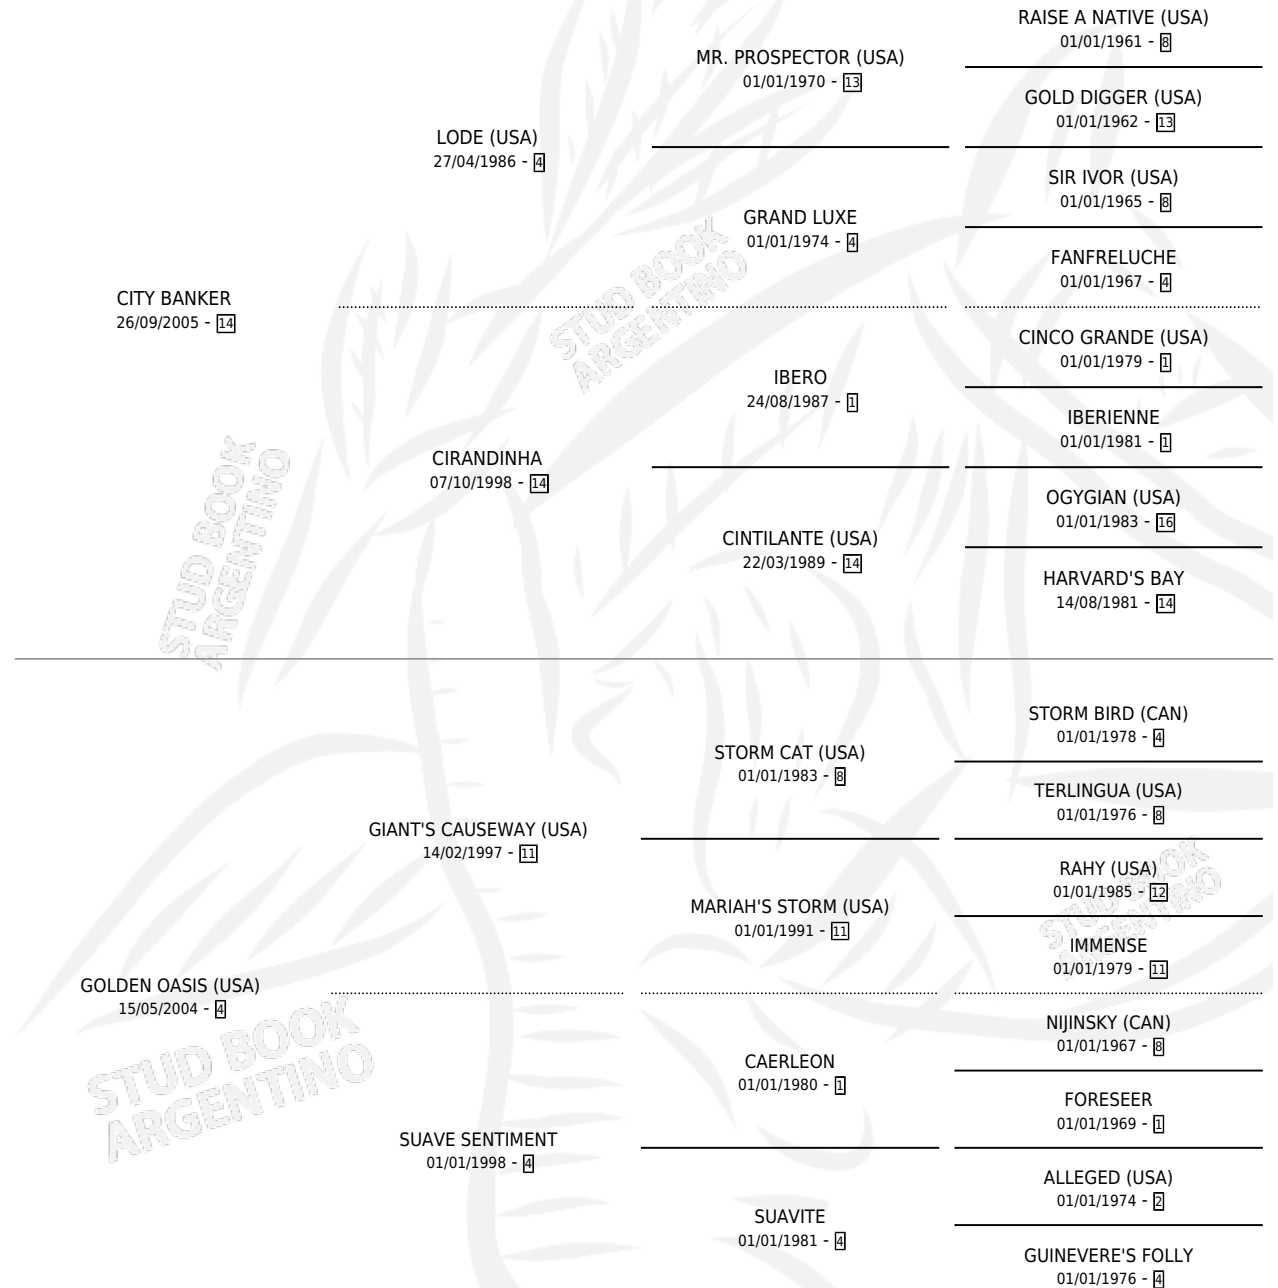 RAISE A NATIVE (USA)
01/01/1961 - 8
MR. PROSPECTOR (USA)
01/01/1970 - 13
GOLD DIGGER (USA)
01/01/1962 - 13
LODE (USA)
27/04/1986 - 4
SIR IVOR (USA)
01/01/1965 - 8
GRAND LUXE
01/01/1974 - 4
FANFRELUCHE
01/01/1967 - 4
CITY BANKER
26/09/2005 - 14
STUD BOOK
ARGENTINO
CINCO GRANDE (USA)
01/01/1979 - 1
IBERO
24/08/1987 - 1
IBERIENNE
01/01/1981 - 1
CIRANDINHA
07/10/1998 - 14
OGYGIAN (USA)
01/01/1983 - 16
CINTILANTE (USA)
22/03/1989 - 14
HARVARD'S BAY
14/08/1981 - 14
STUD BOOK
ARGENTINO
STORM BIRD (CAN)
01/01/1978 - 4
STORM CAT (USA)
01/01/1983 - 8
TERLINGUA (USA)
01/01/1976 - 8
GIANT'S CAUSEWAY (USA)
14/02/1997 - 11
RAHY (USA)
01/01/1985 - 12
MARIAH'S STORM (USA)
01/01/1991 - 11
STUD BOOK
ARGENTINO
IMMENSE
01/01/1979 - 11
GOLDEN OASIS (USA)
15/05/2004 - 4
STUD BOOK
ARGENTINO
NIJINSKY (CAN)
01/01/1967 - 8
CAERLEON
01/01/1980 - 1
FORESEER
01/01/1969 - 1
SUAVE SENTIMENT
01/01/1998 - 4
ALLEGED (USA)
01/01/1974 - 2
SUAVITE
01/01/1981 - 4
GUINEVERE'S FOLLY
01/01/1976 - 4